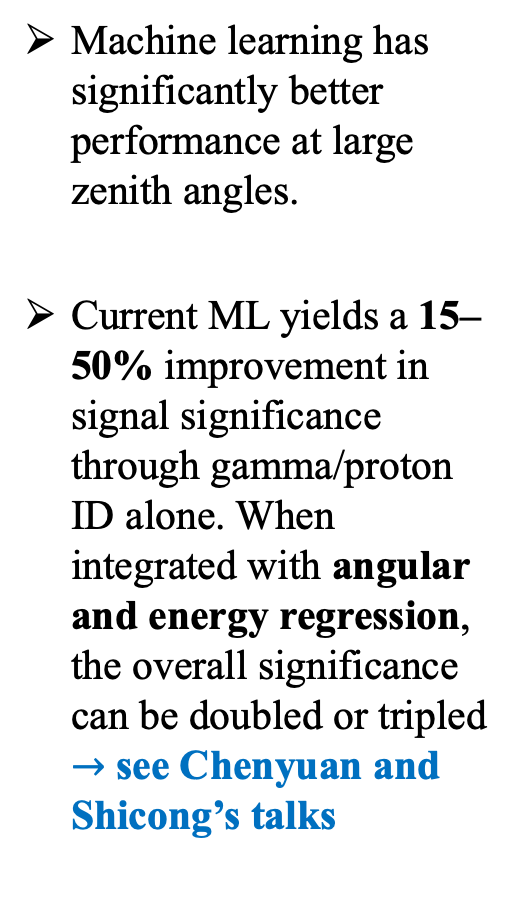 ➢ Machine learning has
significantly better
performance at large
zenith angles.
➢ Current ML yields a 15–
50% improvement in
signal significance
through gamma/proton
ID alone. When
integrated with angular
and energy regression,
the overall significance
can be doubled or tripled
→ see Chenyuan and
Shicong’s talks